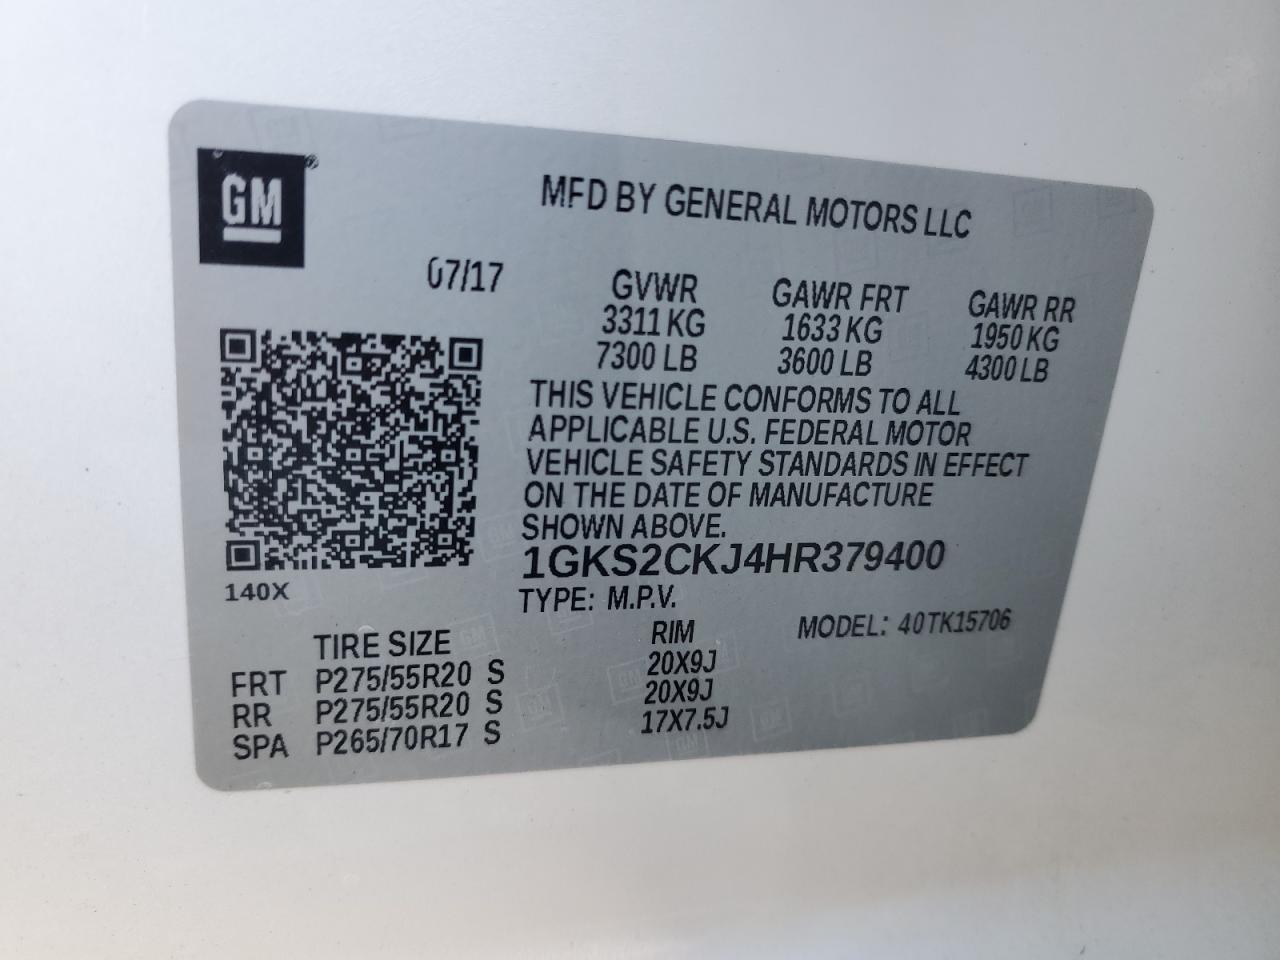 GM®
MFD BY GENERAL MOTORS LLC
07/17
GVWR GAWR FRT GAWR RR
3311 KG 1633 KG 1950 KG
7300 LB 3600 LB 4300 LB
THIS VEHICLE CONFORMS TO ALL
APPLICABLE U.S. FEDERAL MOTOR
VEHICLE SAFETY STANDARDS IN EFFECT
ON THE DATE OF MANUFACTURE
SHOWN ABOVE.
1GKS2CKJ4HR379400
140X
TYPE: M.P.V. MODEL: 40TK15706
TIRE SIZE RIM
FRT P275/55R20 S 20X9J
RR P275/55R20 S 20X9J
SPA P265/70R17 S 17X7.5J